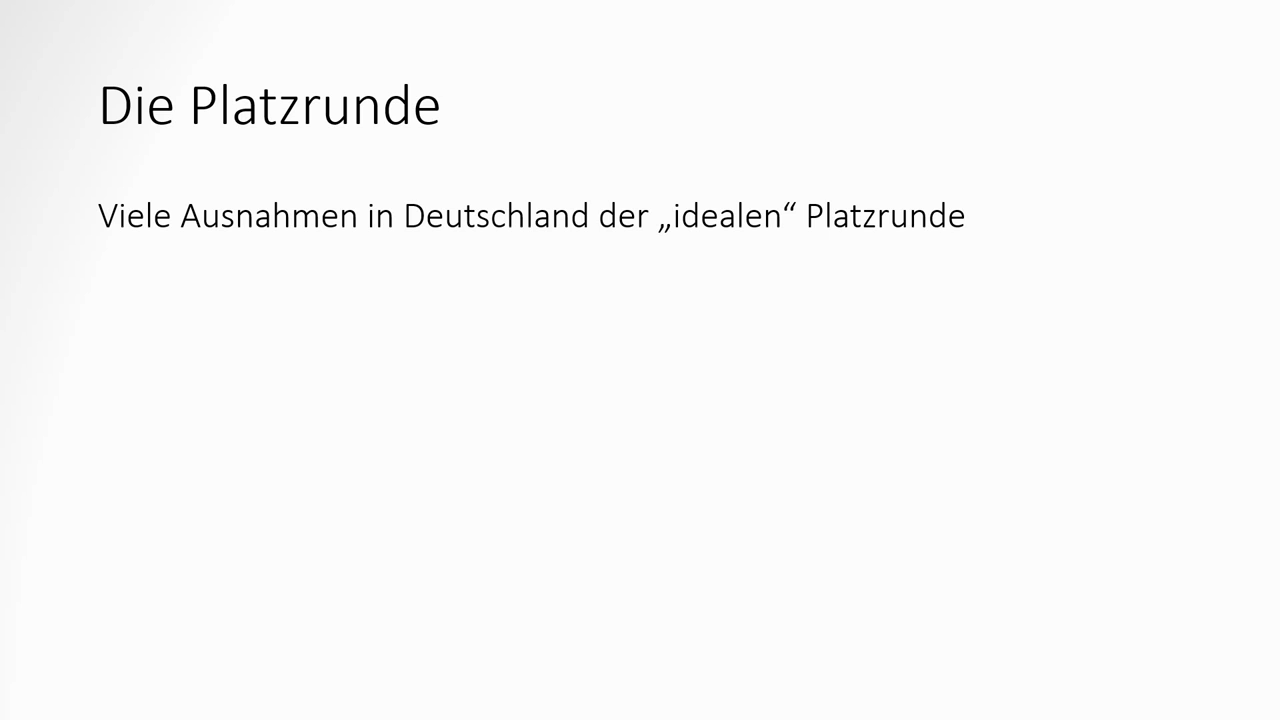 Die Platzrunde
Viele Ausnahmen in Deutschland der „idealen“ Platzrunde